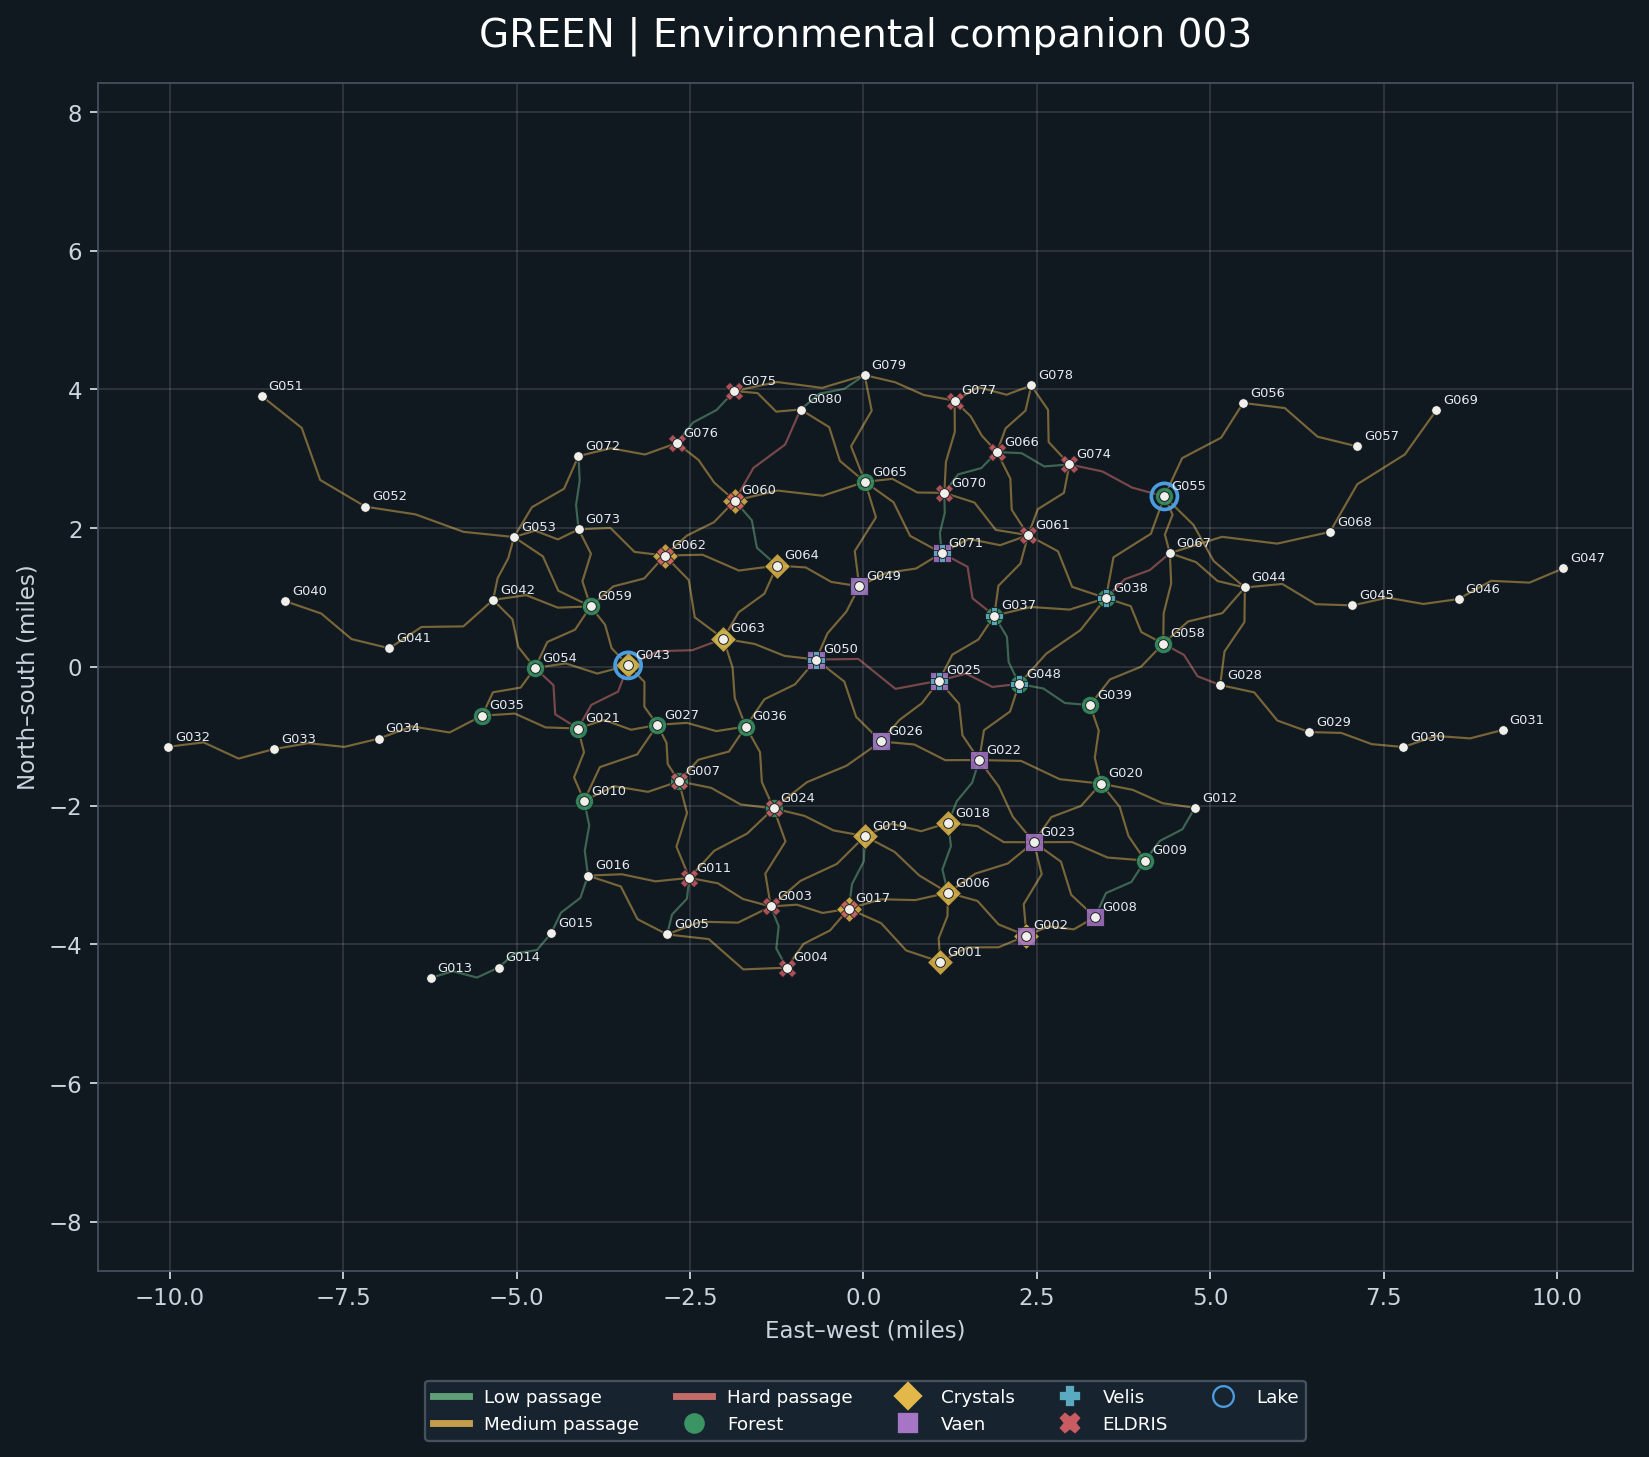 GREEN | Environmental companion 003
8
6
4
2
0
−2
−4
−6
−8
North–south (miles)
G079
G075
G078
G051
G056
G077
G080
G069
G076
G066
G072
G057
G074
G065
G055
G070
G060
G052
G061
G053
G073
G068
G071
G067
G062
G064
G047
G049
G044
G038
G046
G040
G042
G059
G045
G037
G063
G058
G041
G050
G043
G054
G028
G048
G025
G039
G035
G036
G027
G021
G031
G029
G034
G026
G033
G032
G030
G022
G007
G020
G010
G024
G012
G018
G019
G023
G009
G011
G016
G006
G003
G017
G008
G015
G005
G002
G001
G014
G004
G013
−10.0
−7.5
−5.0
−2.5
0.0
2.5
5.0
7.5
10.0
East–west (miles)
Low passage
Medium passage
Hard passage
Forest
Crystals
Vaen
Velis
ELDRIS
Lake